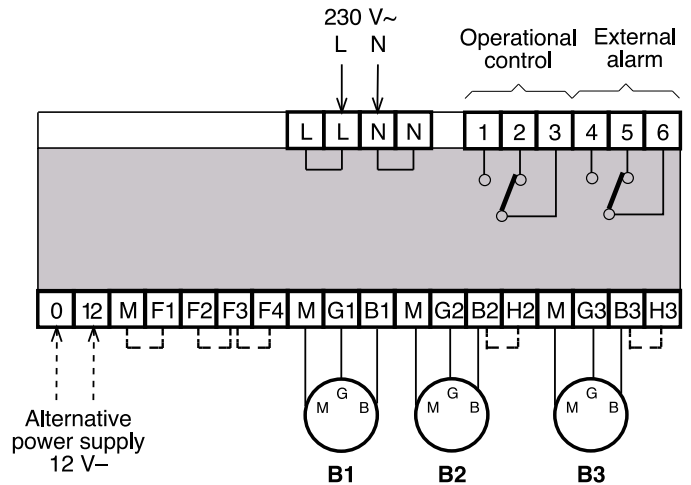 230 V~
L N
Operational control
External alarm
L L N N 1 2 3 4 5 6
0 12 M F1 F2 F3 F4 M G1 B1 M G2 B2 H2 M G3 B3 H3
M G B M G B M G B
Alternative
power supply
12 V–
B1 B2 B3